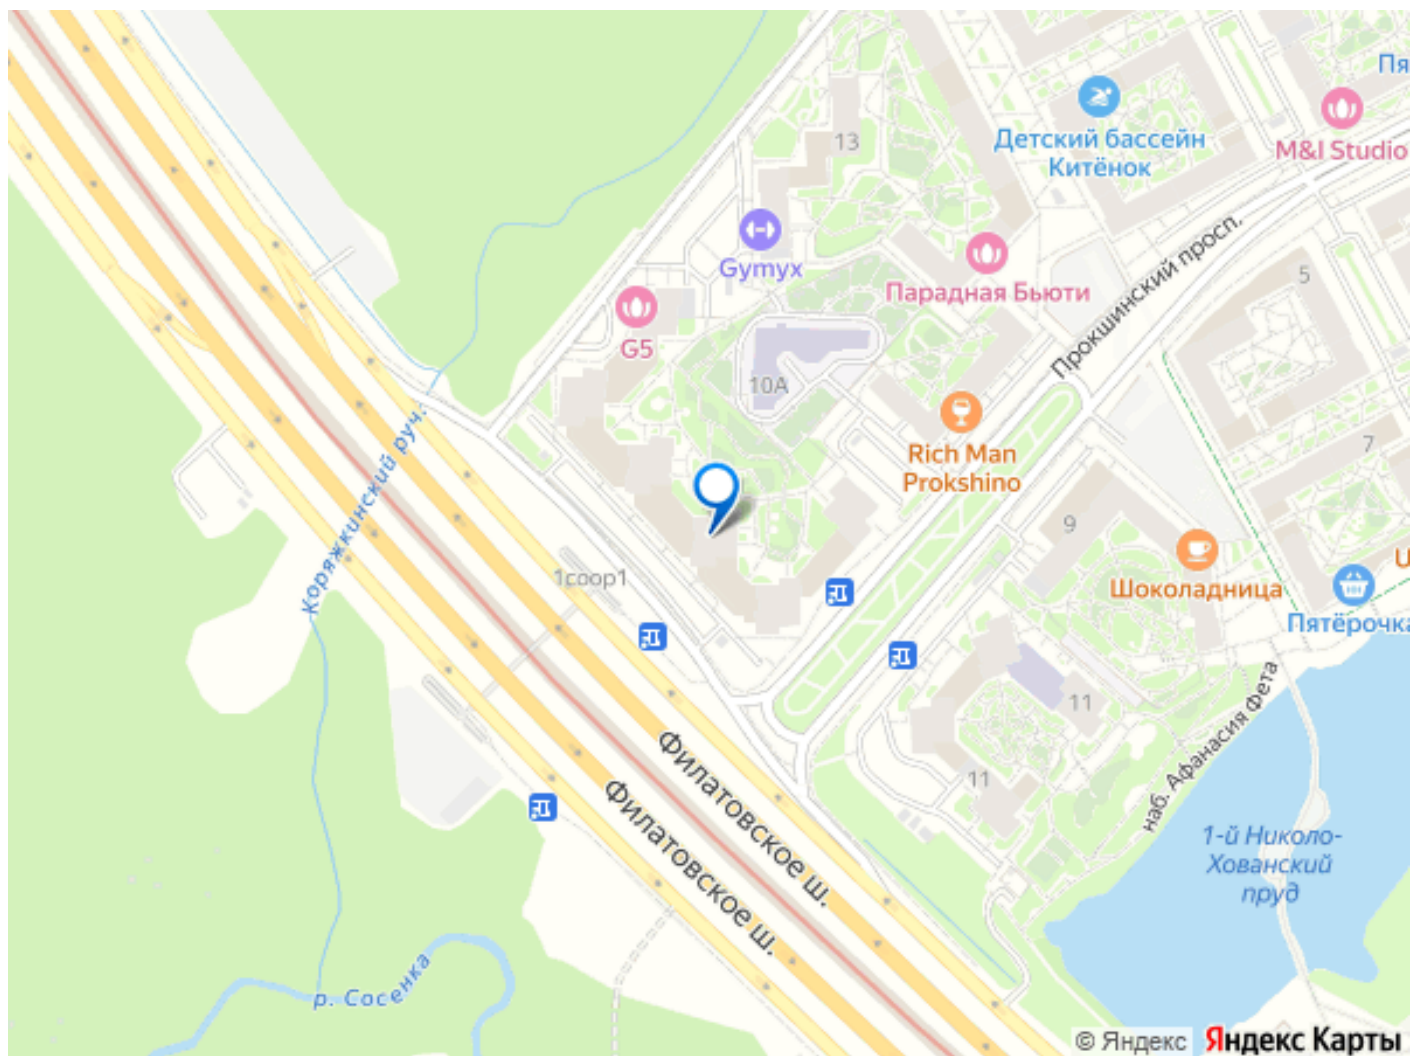 Пя
M&I Studio
Детский бассейн
Китёнок
13
Gymyx
Парадная Бьюти
Прокшинский просп.
5
G5
10А
Rich Man
Prokshino
7
Коряжкинский руч.
9
Шоколадница
U
Пятёрочка
1соор1
11
11
наб. Афанасия Фета
Филатовское ш.
Филатовское ш.
1-й Николо-
Хованский
пруд
р. Сосенка
© Яндекс Яндекс Карты